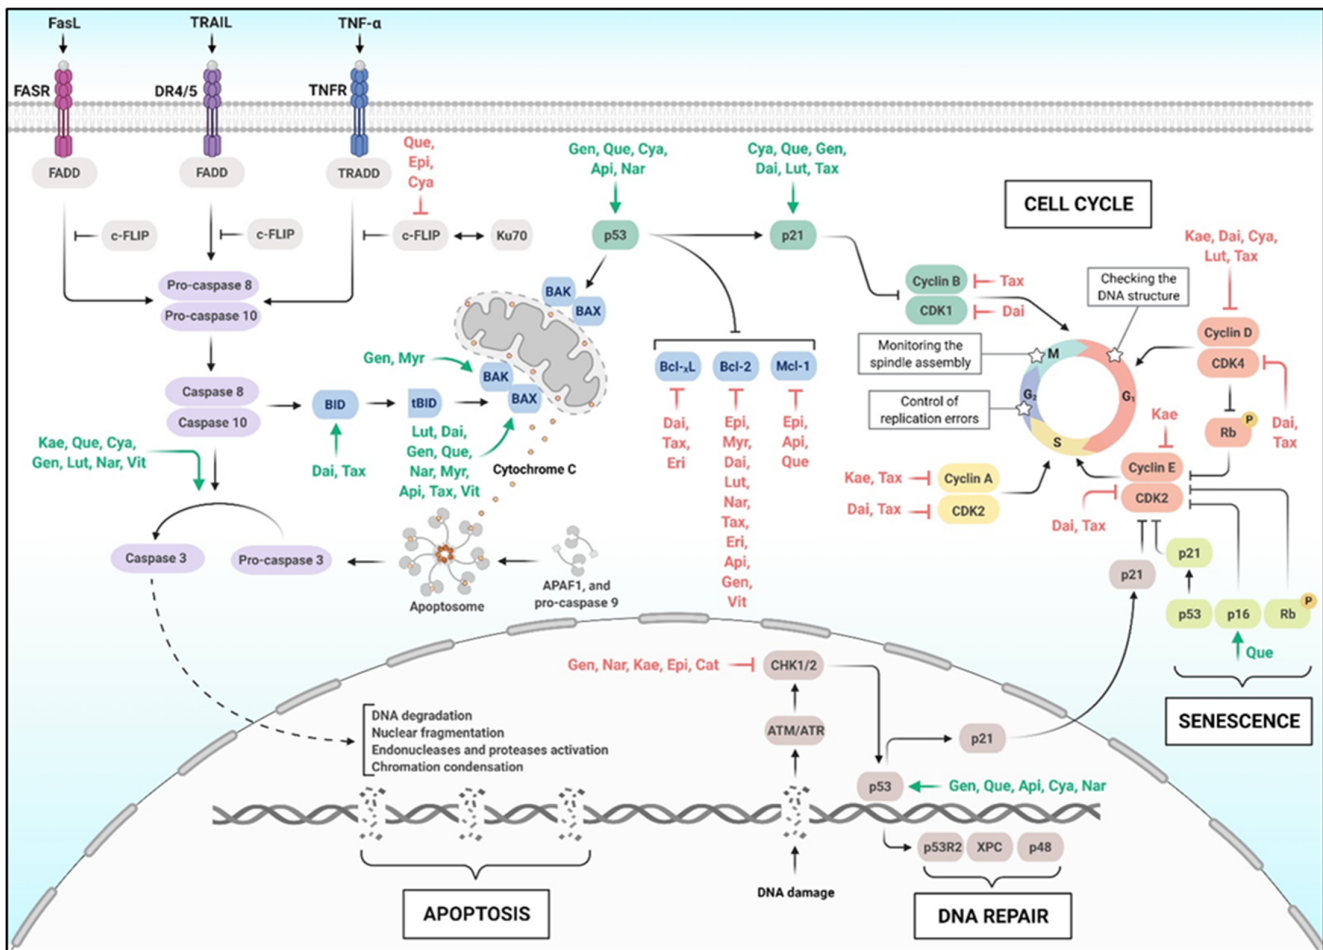 FasL
TRAIL
TNF-α
FASR
DR4/5
TNFR
FADD
FADD
TRADD
Que,
Epi,
Cya
c-FLIP
c-FLIP
c-FLIP
Ku70
Pro-caspase 8
Pro-caspase 10
Caspase 8
Caspase 10
BID
tBID
Dai, Tax
Kae, Que, Cya,
Gen, Lut, Nar, Vit
Caspase 3
Pro-caspase 3
Gen, Myr
BAK
BAX
BAK
BAX
Lut, Dai,
Gen, Que,
Nar, Myr,
Api, Tax, Vit
Cytochrome C
Apoptosome
APAF1, and
pro-caspase 9
Gen, Que, Cya,
Api, Nar
p53
Cya, Que, Gen,
Dai, Lut, Tax
p21
Bcl-xL
Bcl-2
Mcl-1
Dai,
Tax,
Eri
Epi,
Myr,
Dai,
Lut,
Nar,
Tax,
Eri,
Api,
Gen,
Vit
Epi,
Api,
Que
CELL CYCLE
Cyclin B
CDK1
Tax
Dai
Checking the
DNA structure
Monitoring the
spindle assembly
Control of
replication errors
M
G1
G2
S
Kae, Dai, Cya,
Lut, Tax
Cyclin D
CDK4
Dai,
Tax
Rb
P
Kae
Cyclin E
CDK2
Dai, Tax
Kae, Tax
Cyclin A
Dai, Tax
CDK2
p21
p21
p53
p16
Rb
P
Que
SENESCENCE
Gen, Nar, Kae, Epi, Cat
CHK1/2
ATM/ATR
p21
p53
Gen, Que, Api, Cya, Nar
p53R2
XPC
p48
DNA damage
DNA REPAIR
DNA degradation
Nuclear fragmentation
Endonucleases and proteases activation
Chromation condensation
APOPTOSIS